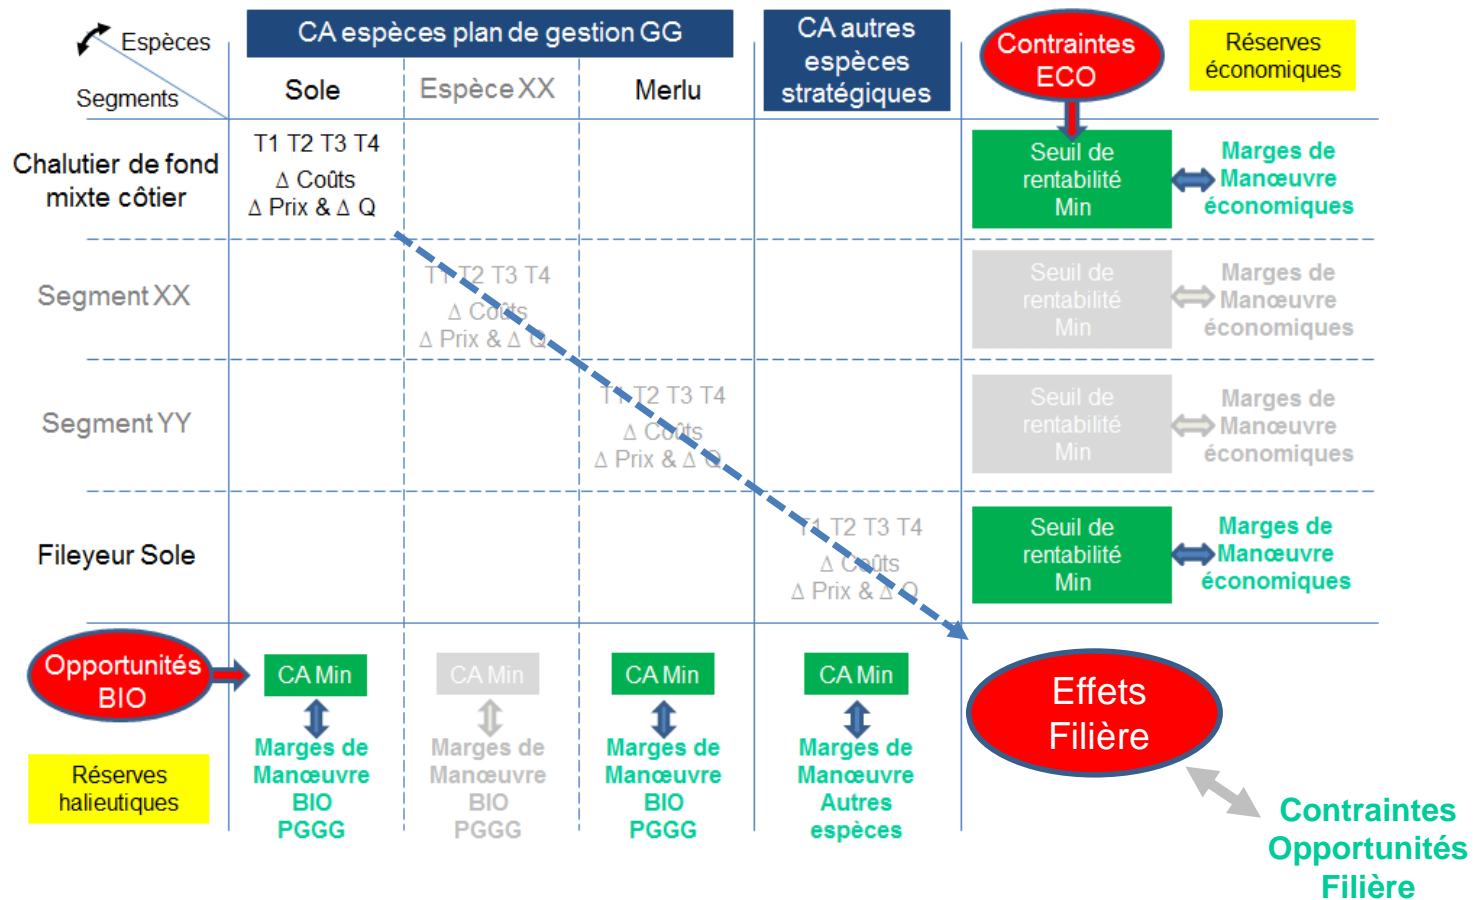 Espèces
Segments
CA espèces plan de gestion GG
Sole
Espèce XX
Merlu
CA autres
espèces
stratégiques
Contraintes
ECO
Réserves
économiques
Chalutier de fond
mixte côtier
T1 T2 T3 T4
Δ Coûts
Δ Prix & Δ Q
Seuil de
rentabilité
Min
Marges de
Manœuvre
économiques
Segment XX
T1 T2 T3 T4
Δ Coûts
Δ Prix & Δ Q
Seuil de
rentabilité
Min
Marges de
Manœuvre
économiques
Segment YY
T1 T2 T3 T4
Δ Coûts
Δ Prix & Δ Q
Seuil de
rentabilité
Min
Marges de
Manœuvre
économiques
Fileyeur Sole
T1 T2 T3 T4
Δ Coûts
Δ Prix & Δ Q
Seuil de
rentabilité
Min
Marges de
Manœuvre
économiques
Opportunités
BIO
CA Min
CA Min
CA Min
CA Min
Effets
Filière
Réserves
halieutiques
Marges de
Manœuvre
BIO
PGGG
Marges de
Manœuvre
BIO
PGGG
Marges de
Manœuvre
BIO
PGGG
Marges de
Manœuvre
Autres
espèces
Contraintes
Opportunités
Filière